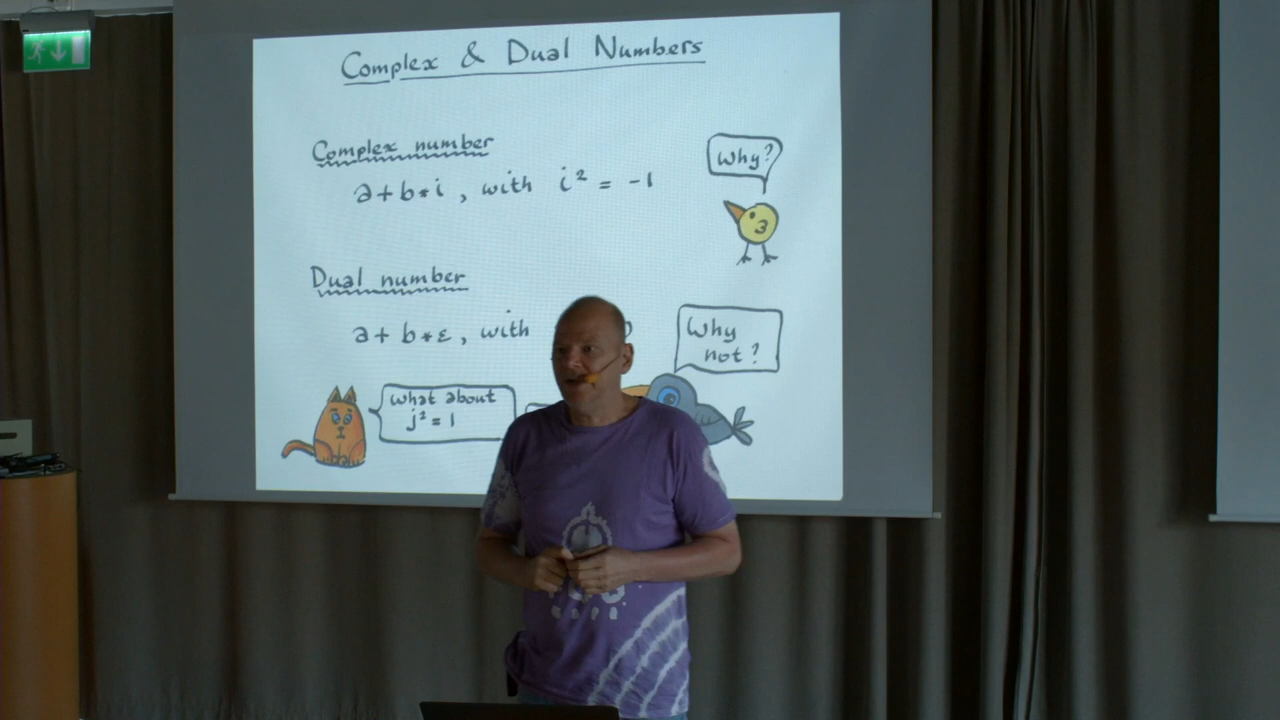 Complex & Dual Numbers
Complex number
a+b*i, with i² = -1
Why?
Dual number
a+b*ε, with
Why
not?
What about
j² = 1